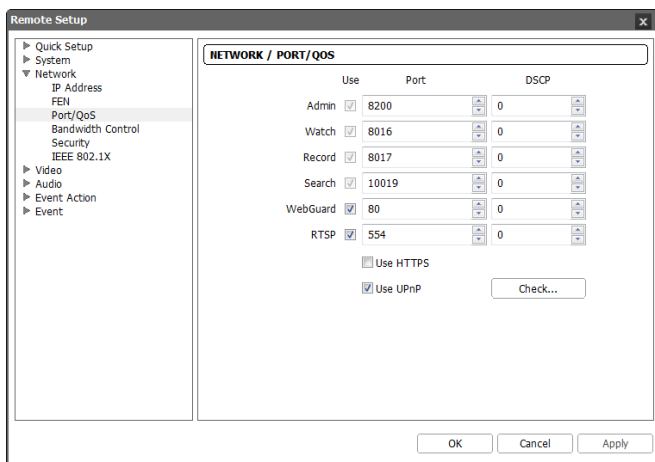 Remote Setup
Quick Setup
System
Network
IP Address
FEN
Port/QoS
Bandwidth Control
Security
IEEE 802.1X
Video
Audio
Event Action
Event
NETWORK / PORT/QOS
Use Port DSCP
Admin 8200 0
Watch 8016 0
Record 8017 0
Search 10019 0
WebGuard 80 0
RTSP 554 0
Use HTTPS
Use UPnP Check...
OK Cancel Apply